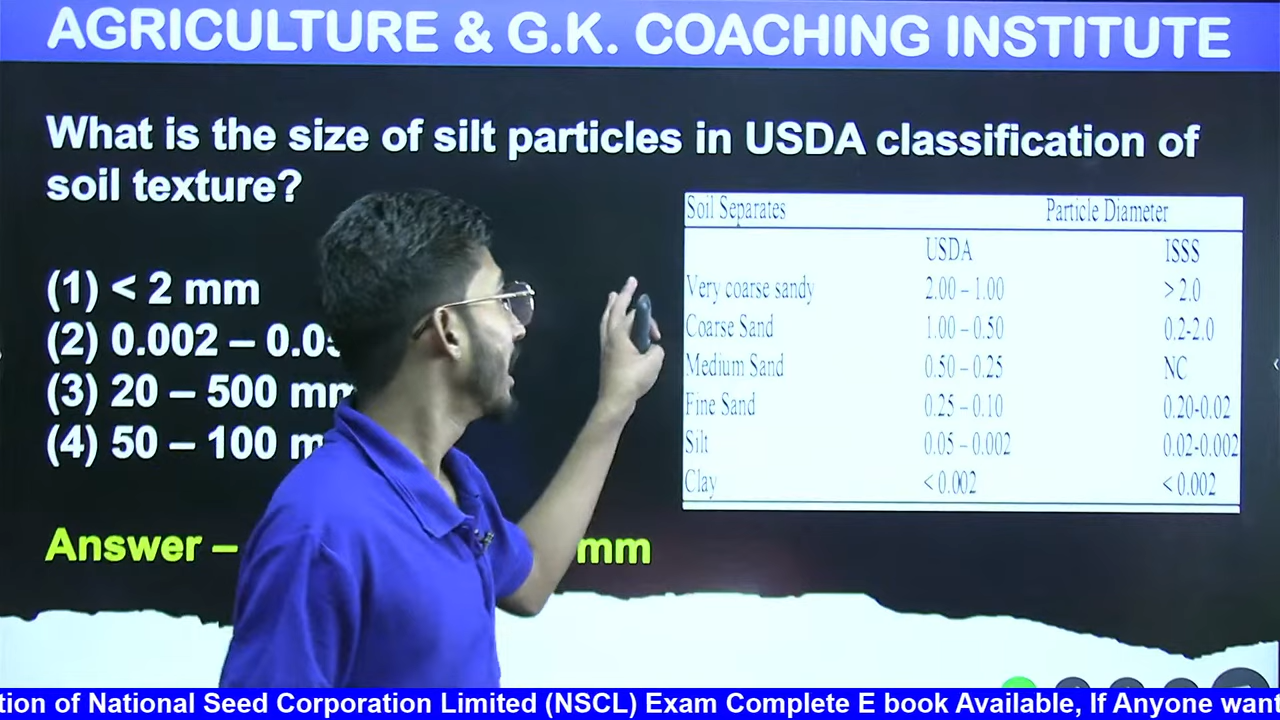 AGRICULTURE & G.K. COACHING INSTITUTE
What is the size of silt particles in USDA classification of
soil texture?
(1) < 2 mm
(2) 0.002 – 0.05
(3) 20 – 500 mm
(4) 50 – 100 m
Answer – mm
Soil Separates Particle Diameter
USDA ISSS
Very coarse sandy 2.00 – 1.00 > 2.0
Coarse Sand 1.00 – 0.50 0.2-2.0
Medium Sand 0.50 – 0.25 NC
Fine Sand 0.25 – 0.10 0.20-0.02
Silt 0.05 – 0.002 0.02-0.002
Clay < 0.002 < 0.002
tion of National Seed Corporation Limited (NSCL) Exam Complete E book Available, If Anyone want